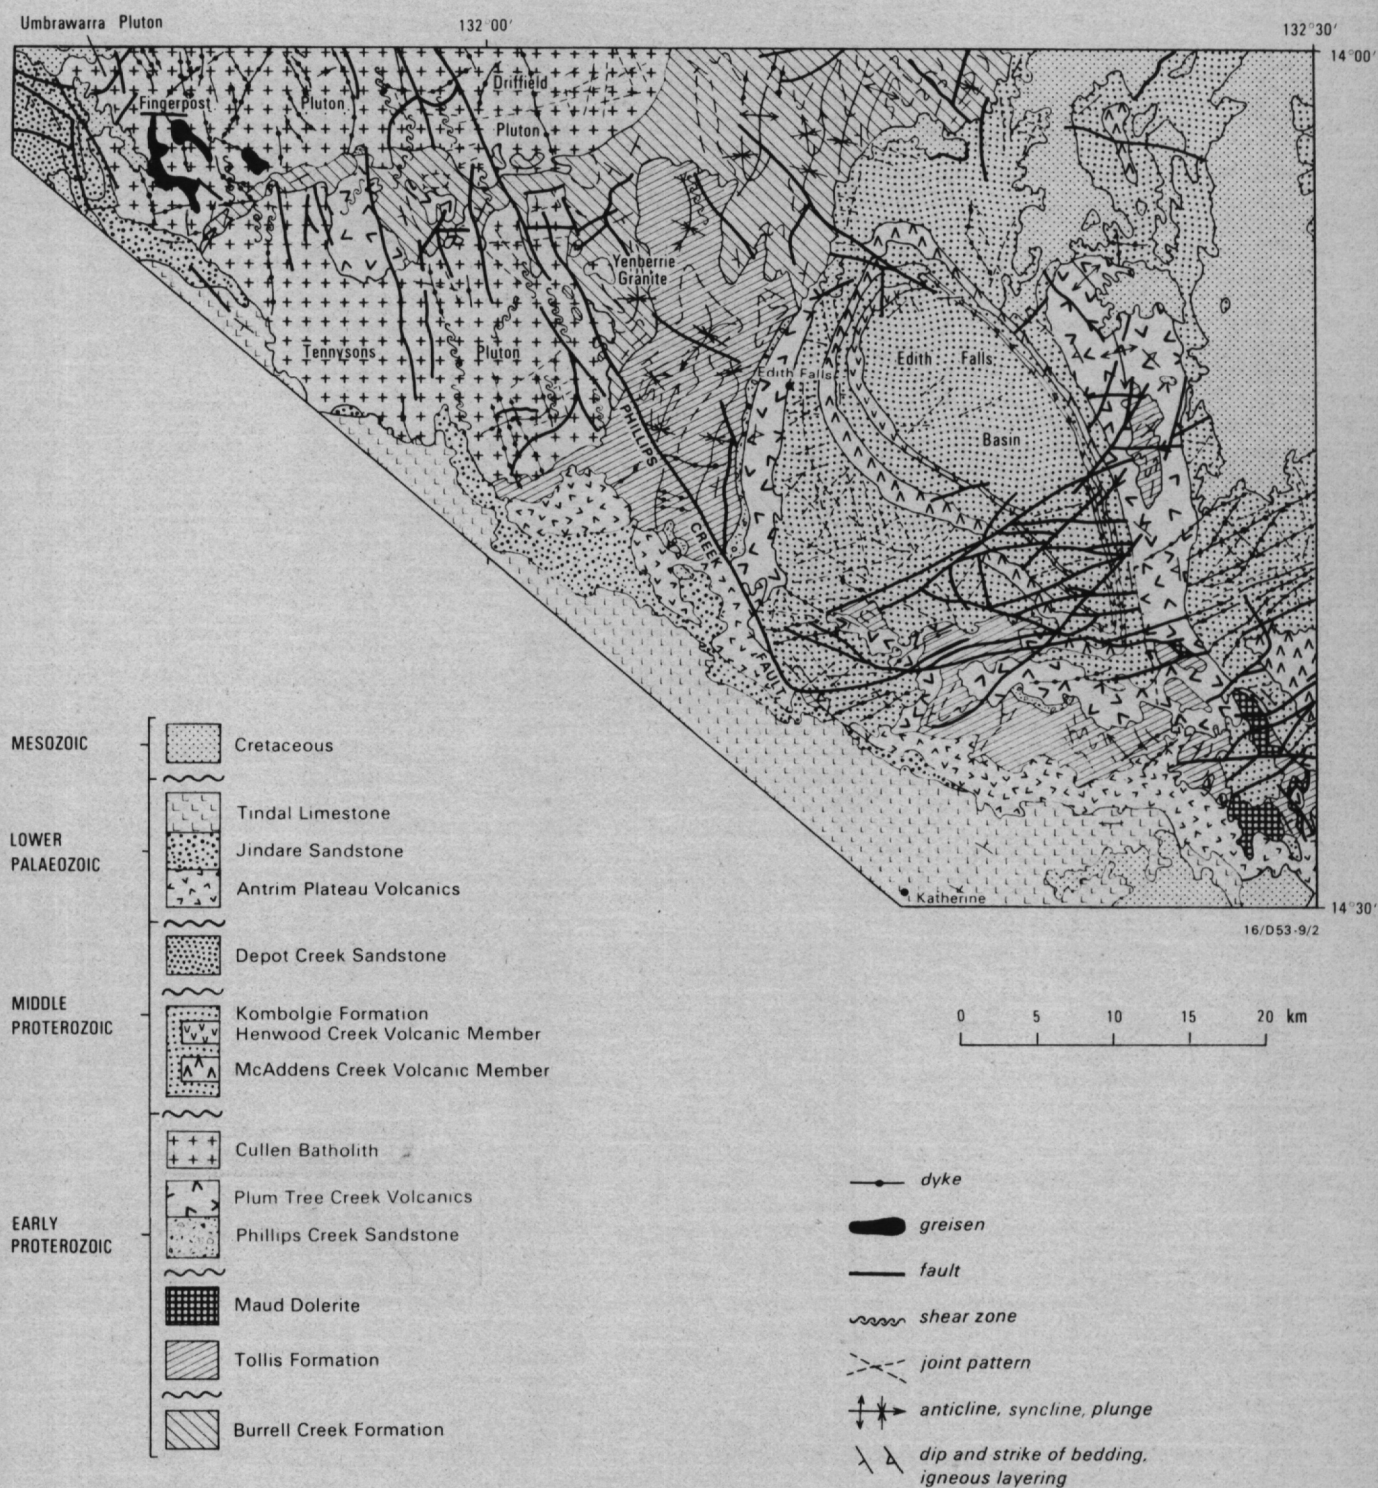 Umbrawarra Pluton
132°00'
132°30'
14°00'
Fingerpost
Pluton
Driffield
Pluton
Yenberrie
Granite
Tennysons
Pluton
Edith Falls
Edith Falls
Basin
PHILLIPS
CREEK
FAULT
Katherine
14°30'
16/D53-9/2
MESOZOIC
Cretaceous
LOWER
PALAEOZOIC
Tindal Limestone
Jindare Sandstone
Antrim Plateau Volcanics
Depot Creek Sandstone
MIDDLE
PROTEROZOIC
Kombolgie Formation
Henwood Creek Volcanic Member
McAddens Creek Volcanic Member
Cullen Batholith
Plum Tree Creek Volcanics
EARLY
PROTEROZOIC
Phillips Creek Sandstone
Maud Dolerite
Tollis Formation
Burrell Creek Formation
0 5 10 15 20 km
dyke
greisen
fault
shear zone
joint pattern
anticline, syncline, plunge
dip and strike of bedding,
igneous layering